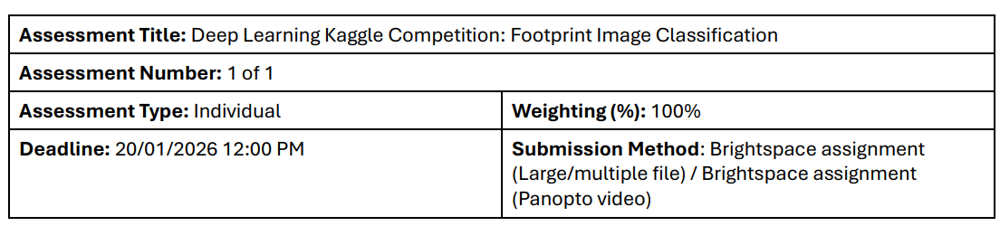 Assessment Title: Deep Learning Kaggle Competition: Footprint Image Classification
Assessment Number: 1 of 1
Assessment Type: Individual
Weighting (%): 100%
Deadline: 20/01/2026 12:00 PM
Submission Method: Brightspace assignment
(Large/multiple file) / Brightspace assignment
(Panopto video)